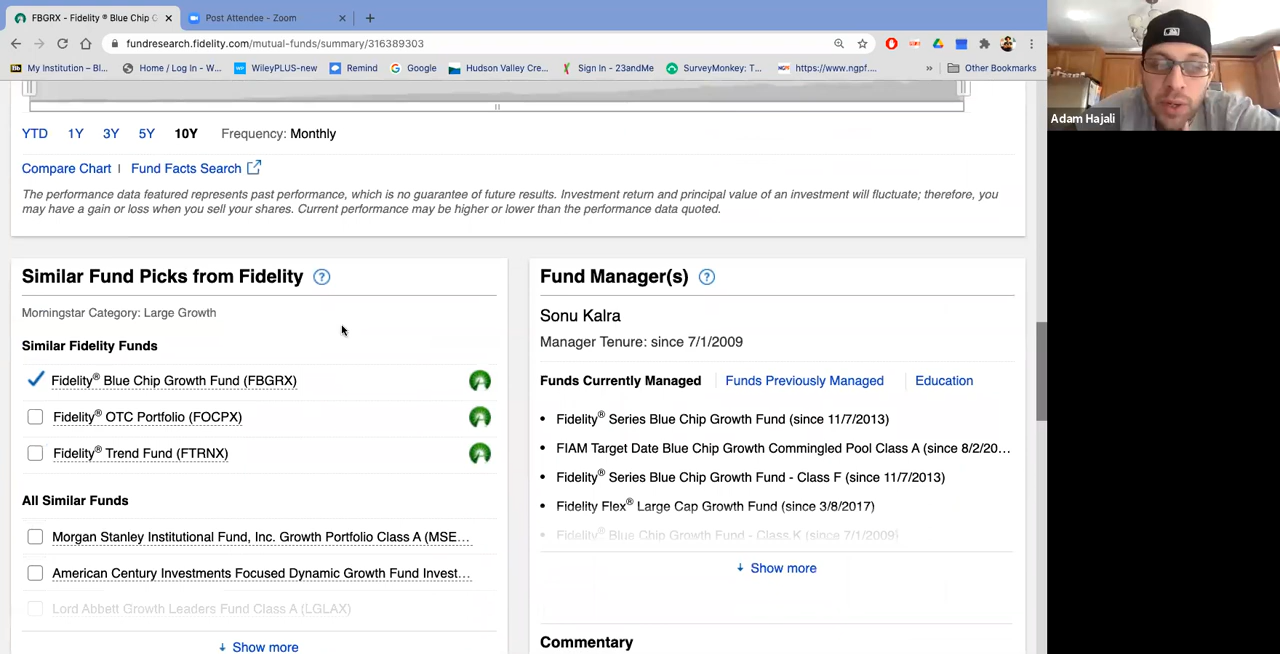 FBGRX - Fidelity ® Blue Chip G
Post Attendee - Zoom
fundresearch.fidelity.com/mutual-funds/summary/316389303
My Institution – Bl...
Home / Log In - W...
WileyPLUS-new
Remind
Google
Hudson Valley Cre...
Sign In - 23andMe
SurveyMonkey: T...
https://www.ngpf....
Other Bookmarks
Adam Hajali
YTD 1Y 3Y 5Y 10Y Frequency: Monthly
Compare Chart | Fund Facts Search
The performance data featured represents past performance, which is no guarantee of future results. Investment return and principal value of an investment will fluctuate; therefore, you
may have a gain or loss when you sell your shares. Current performance may be higher or lower than the performance data quoted.
Similar Fund Picks from Fidelity ?
Morningstar Category: Large Growth
Similar Fidelity Funds
Fidelity® Blue Chip Growth Fund (FBGRX)
Fidelity® OTC Portfolio (FOCPX)
Fidelity® Trend Fund (FTRNX)
All Similar Funds
Morgan Stanley Institutional Fund, Inc. Growth Portfolio Class A (MSE...
American Century Investments Focused Dynamic Growth Fund Invest...
Lord Abbett Growth Leaders Fund Class A (LGLAX)
Show more
Fund Manager(s) ?
Sonu Kalra
Manager Tenure: since 7/1/2009
Funds Currently Managed | Funds Previously Managed | Education
• Fidelity® Series Blue Chip Growth Fund (since 11/7/2013)
• FIAM Target Date Blue Chip Growth Commingled Pool Class A (since 8/2/20...
• Fidelity® Series Blue Chip Growth Fund - Class F (since 11/7/2013)
• Fidelity Flex® Large Cap Growth Fund (since 3/8/2017)
• Fidelity® Blue Chip Growth Fund - Class K (since 7/1/2009)
Show more
Commentary